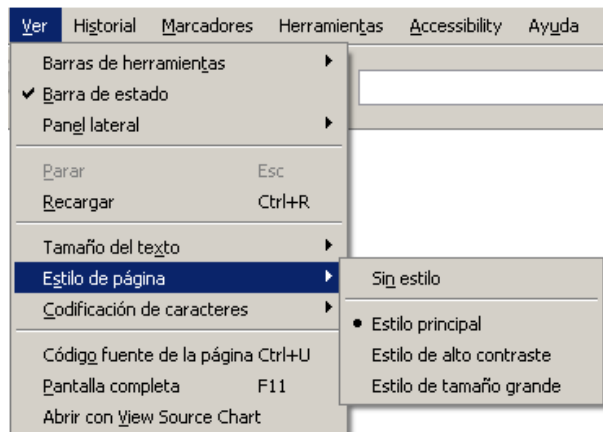 Ver Historial Marcadores Herramientas Accessibility Ayuda
Barras de herramientas
Barra de estado
Panel lateral
Parar Esc
Recargar Ctrl+R
Tamaño del texto
Estilo de página
Codificación de caracteres
Código fuente de la página Ctrl+U
Pantalla completa F11
Abrir con View Source Chart
Sin estilo
Estilo principal
Estilo de alto contraste
Estilo de tamaño grande